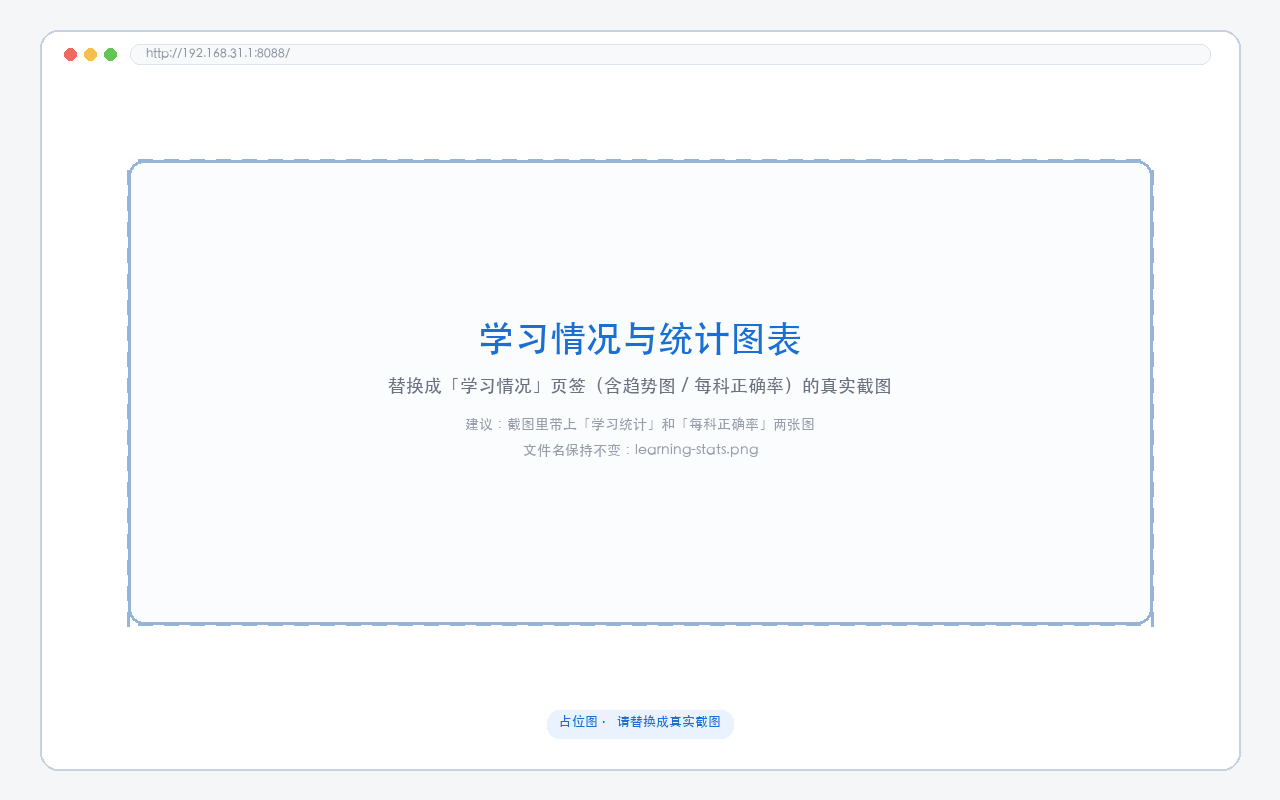 http://192.168.31.1:8088/
学习情况与统计图表
替换成「学习情况」页签（含趋势图 / 每科正确率）的真实截图
建议：截图里带上「学习统计」和「每科正确率」两张图
文件名保持不变：learning-stats.png
占位图 · 请替换成真实截图